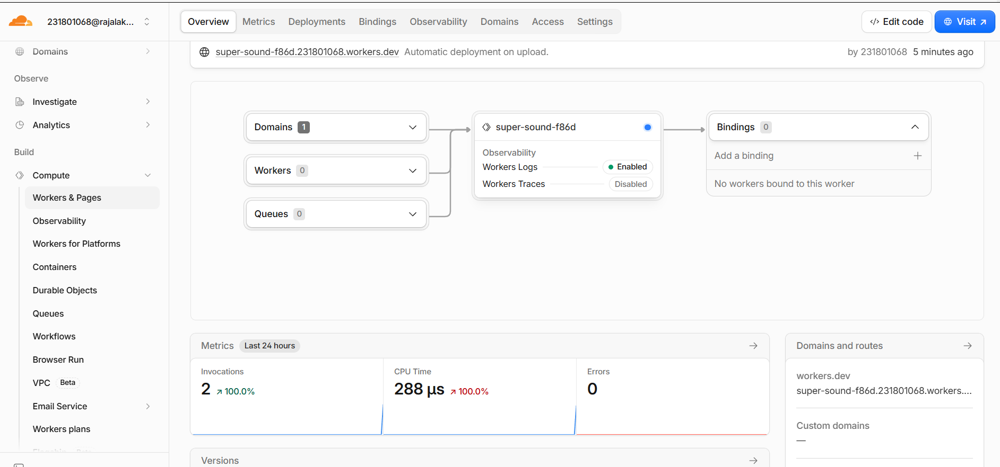 231801068@rajalak...
Overview
Metrics
Deployments
Bindings
Observability
Domains
Access
Settings
</> Edit code
Visit
Domains
Observe
Investigate
Analytics
Build
Compute
Workers & Pages
Observability
Workers for Platforms
Containers
Durable Objects
Queues
Workflows
Browser Run
VPC Beta
Email Service
Workers plans
super-sound-f86d.231801068.workers.dev Automatic deployment on upload. by 231801068 5 minutes ago
Domains 1
Workers 0
Queues 0
super-sound-f86d
Observability
Workers Logs Enabled
Workers Traces Disabled
Bindings 0
Add a binding
No workers bound to this worker
Metrics Last 24 hours
Invocations
2 100.0%
CPU Time
288 µs 100.0%
Errors
0
Versions
Domains and routes
workers.dev
super-sound-f86d.231801068.workers....
Custom domains
—